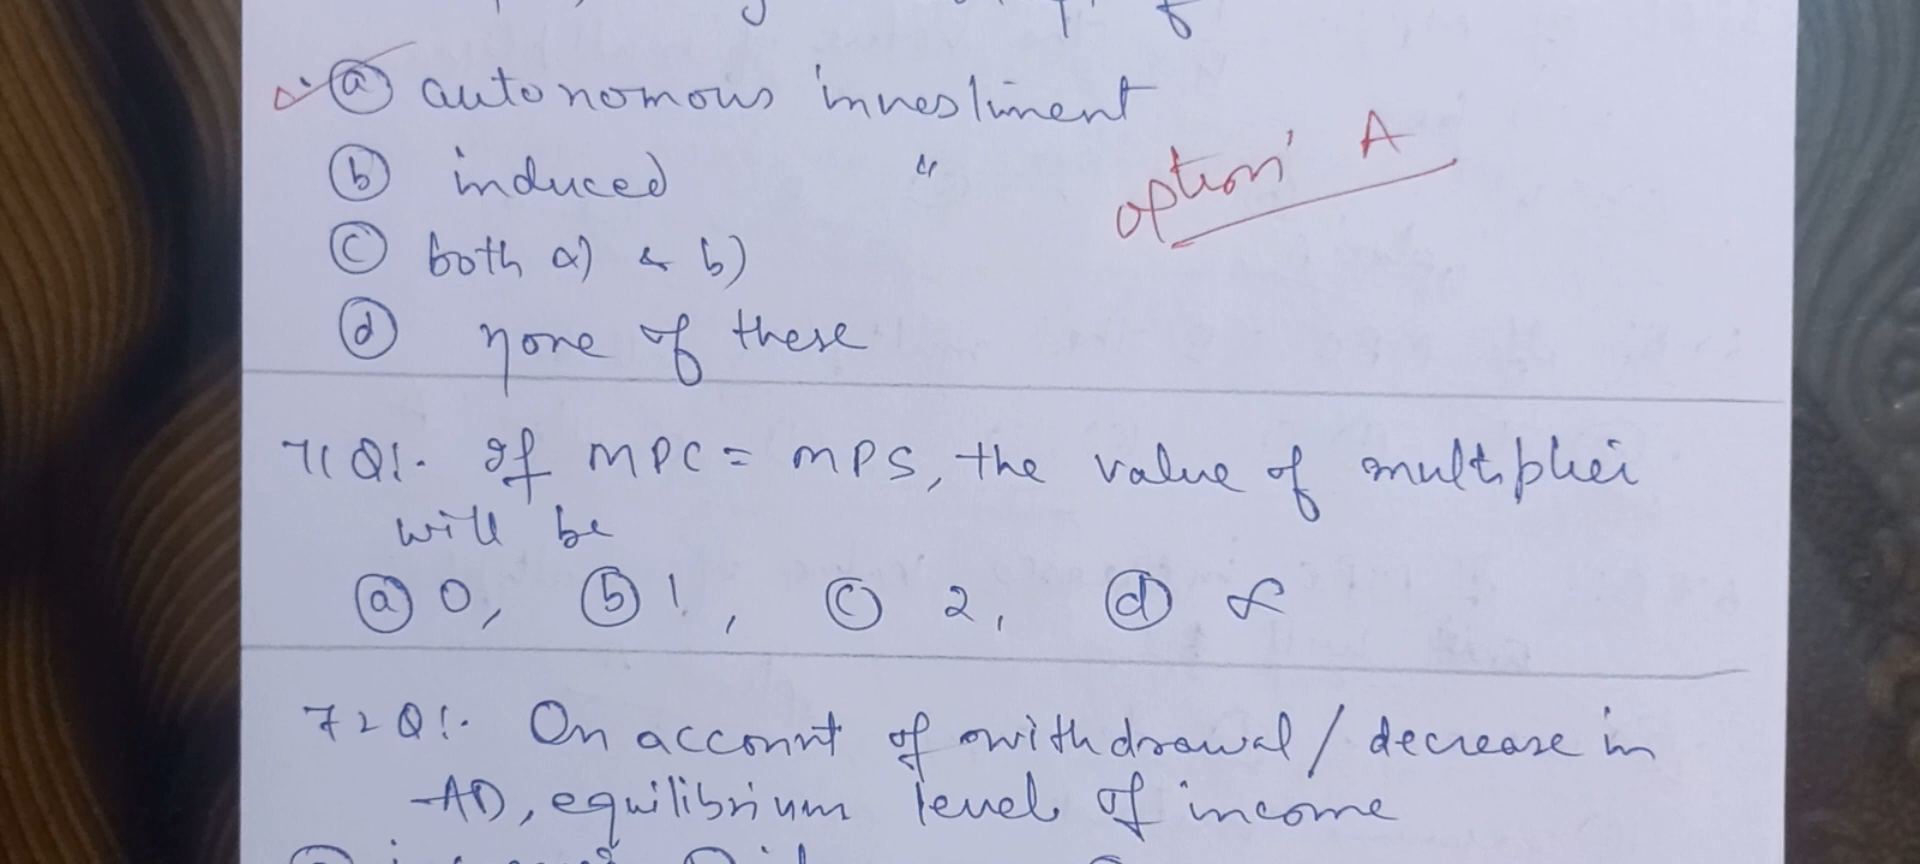 ⓐ autonomous investment
ⓑ induced "
option A
ⓒ both a) & b)
ⓓ none of these
71Q!. If MPC = MPS, the value of multiplier
will be
ⓐ 0, ⓑ 1, ⓒ 2, ⓓ ∝
72Q!. On account of withdrawal / decrease in
AD, equilibrium level of income